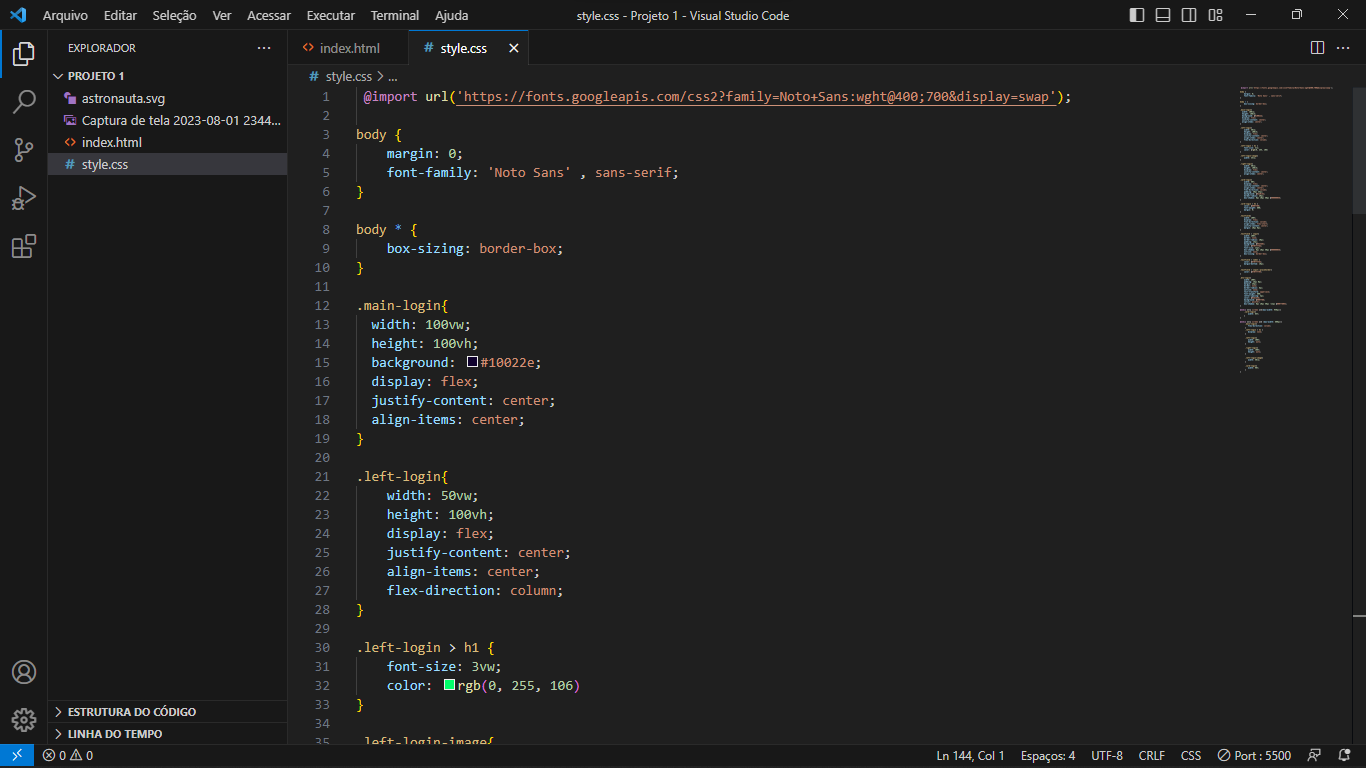 Arquivo Editar Seleção Ver Acessar Executar Terminal Ajuda style.css - Projeto 1 - Visual Studio Code
EXPLORADOR
PROJETO 1
astronauta.svg
Captura de tela 2023-08-01 2344...
index.html
style.css
ESTRUTURA DO CÓDIGO
LINHA DO TEMPO
index.html # style.css
# style.css > ...
1 @import url('https://fonts.googleapis.com/css2?family=Noto+Sans:wght@400;700&display=swap');
2
3 body {
4 margin: 0;
5 font-family: 'Noto Sans' , sans-serif;
6 }
7
8 body * {
9 box-sizing: border-box;
10 }
11
12 .main-login{
13 width: 100vw;
14 height: 100vh;
15 background: #10022e;
16 display: flex;
17 justify-content: center;
18 align-items: center;
19 }
20
21 .left-login{
22 width: 50vw;
23 height: 100vh;
24 display: flex;
25 justify-content: center;
26 align-items: center;
27 flex-direction: column;
28 }
29
30 .left-login > h1 {
31 font-size: 3vw;
32 color: rgb(0, 255, 106)
33 }
34
35 .left-login-image{
0 0 Ln 144, Col 1 Espaços: 4 UTF-8 CRLF CSS Port : 5500